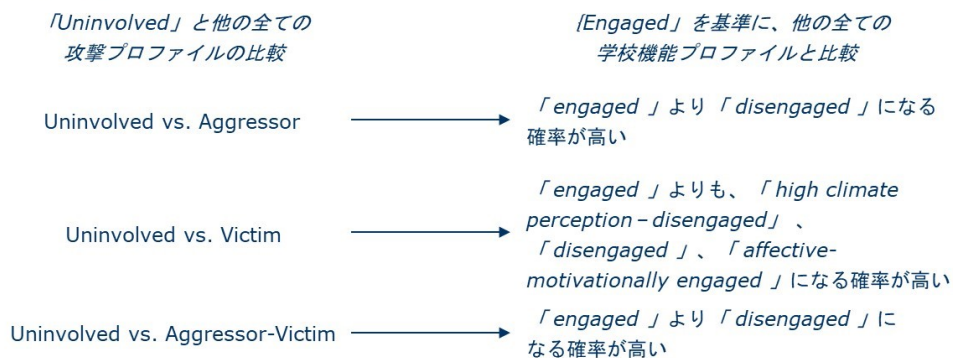 「Uninvolved」と他の全ての
攻撃プロファイルの比較
{Engaged」を基準に、他の全ての
学校機能プロファイルと比較
Uninvolved vs. Aggressor
「 engaged 」より「 disengaged 」になる
確率が高い
Uninvolved vs. Victim
「 engaged 」よりも、「 high climate
perception – disengaged」 、
「 disengaged 」、「 affective-
motivationally engaged 」になる確率が高い
Uninvolved vs. Aggressor-Victim
「 engaged 」より「 disengaged 」に
なる確率が高い